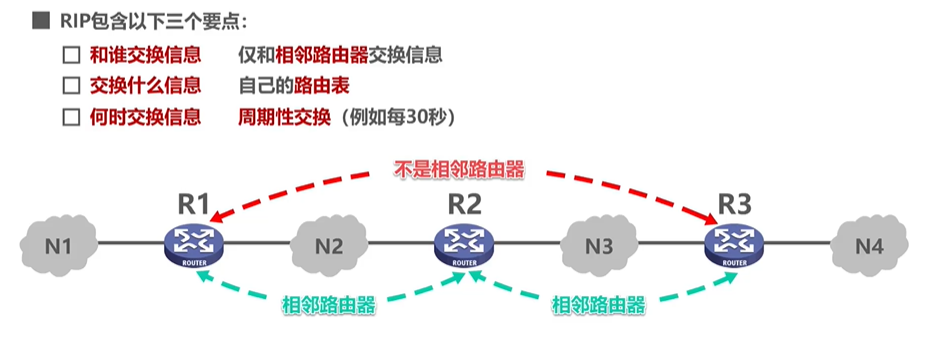 RIP包含以下三个要点：
和谁交换信息 仅和相邻路由器交换信息
交换什么信息 自己的路由表
何时交换信息 周期性交换（例如每30秒）
不是相邻路由器
R1 R2 R3
N1 N2 N3 N4
ROUTER ROUTER ROUTER
相邻路由器 相邻路由器